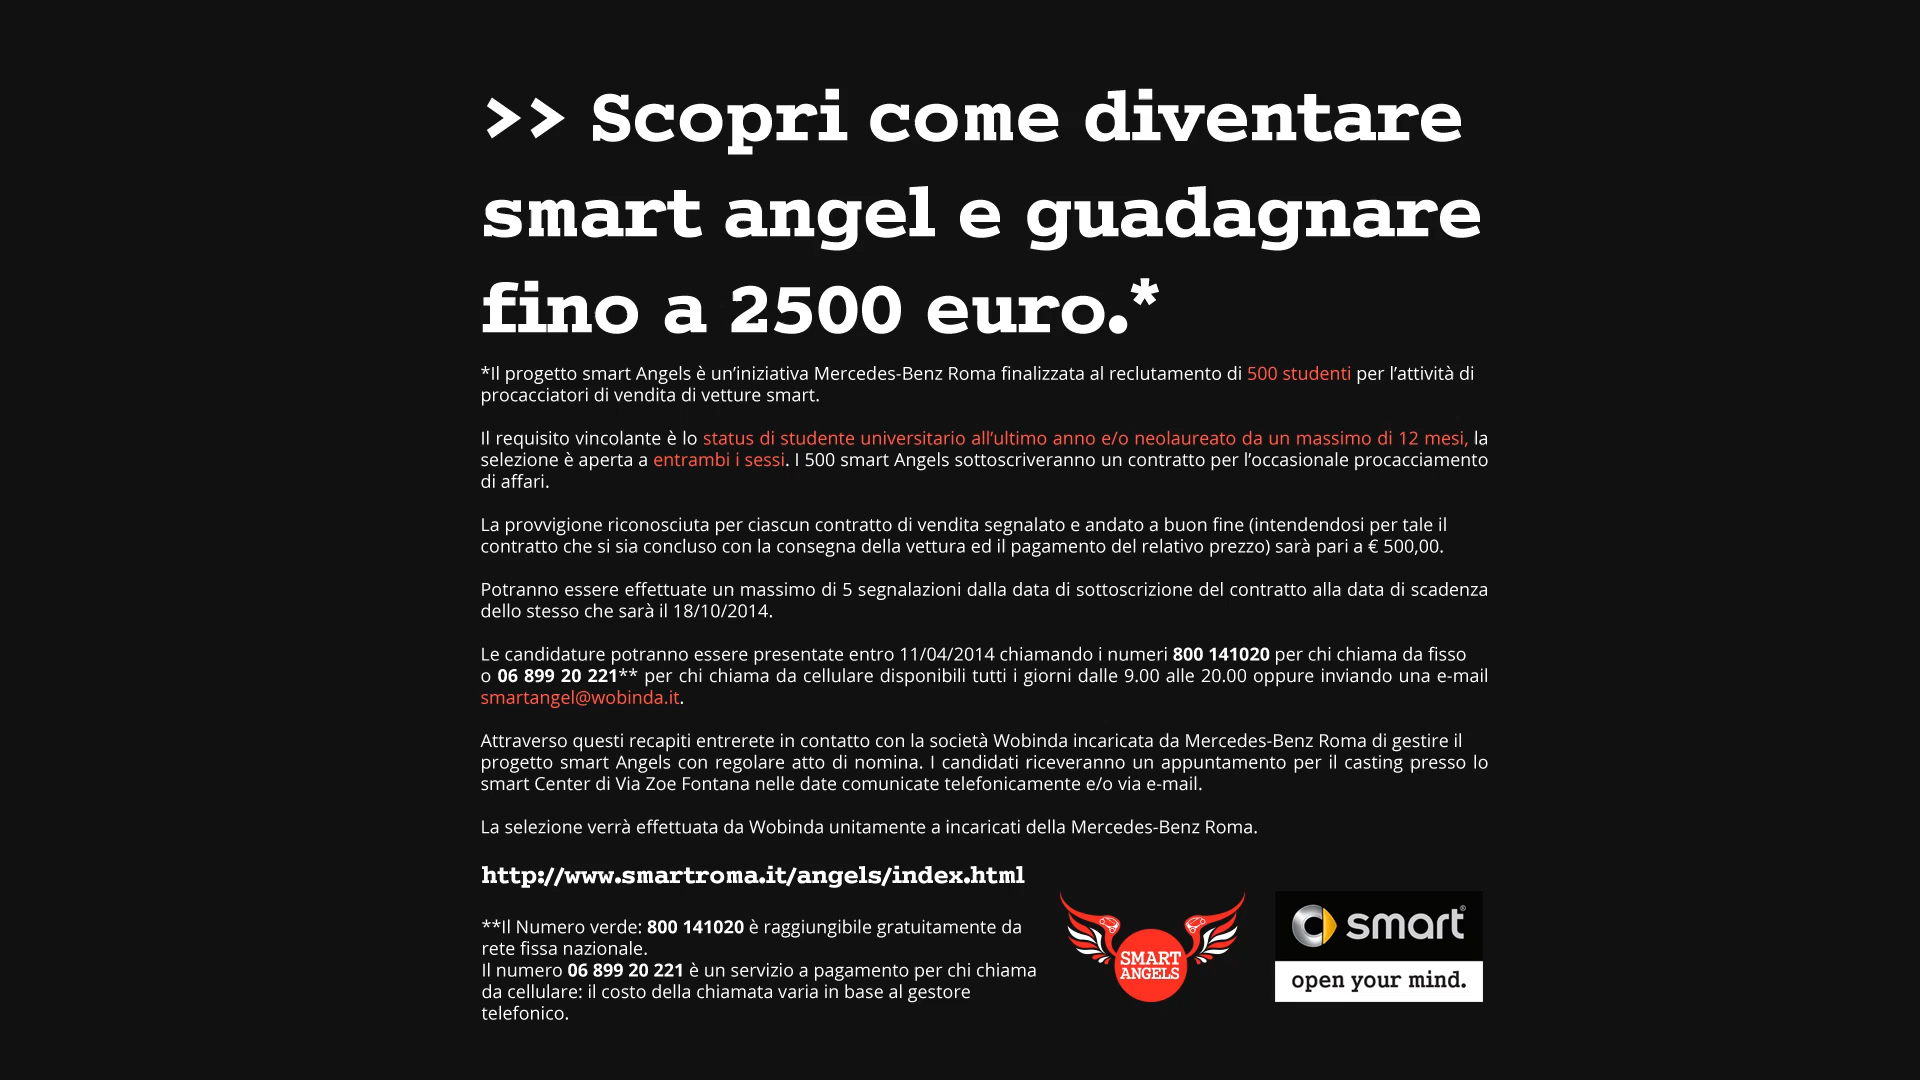 >> Scopri come diventare
smart angel e guadagnare
fino a 2500 euro.*
*Il progetto smart Angels è un’iniziativa Mercedes-Benz Roma finalizzata al reclutamento di 500 studenti per l’attività di
procacciatori di vendita di vetture smart.
Il requisito vincolante è lo status di studente universitario all’ultimo anno e/o neolaureato da un massimo di 12 mesi, la
selezione è aperta a entrambi i sessi. I 500 smart Angels sottoscriveranno un contratto per l’occasionale procacciamento
di affari.
La provvigione riconosciuta per ciascun contratto di vendita segnalato e andato a buon fine (intendendosi per tale il
contratto che si sia concluso con la consegna della vettura ed il pagamento del relativo prezzo) sarà pari a € 500,00.
Potranno essere effettuate un massimo di 5 segnalazioni dalla data di sottoscrizione del contratto alla data di scadenza
dello stesso che sarà il 18/10/2014.
Le candidature potranno essere presentate entro 11/04/2014 chiamando i numeri 800 141020 per chi chiama da fisso
o 06 899 20 221** per chi chiama da cellulare disponibili tutti i giorni dalle 9.00 alle 20.00 oppure inviando una e-mail
smartangel@wobinda.it.
Attraverso questi recapiti entrerete in contatto con la società Wobinda incaricata da Mercedes-Benz Roma di gestire il
progetto smart Angels con regolare atto di nomina. I candidati riceveranno un appuntamento per il casting presso lo
smart Center di Via Zoe Fontana nelle date comunicate telefonicamente e/o via e-mail.
La selezione verrà effettuata da Wobinda unitamente a incaricati della Mercedes-Benz Roma.
http://www.smartroma.it/angels/index.html
**Il Numero verde: 800 141020 è raggiungibile gratuitamente da
rete fissa nazionale.
Il numero 06 899 20 221 è un servizio a pagamento per chi chiama
da cellulare: il costo della chiamata varia in base al gestore
telefonico.
SMART
ANGELS
smart®
open your mind.